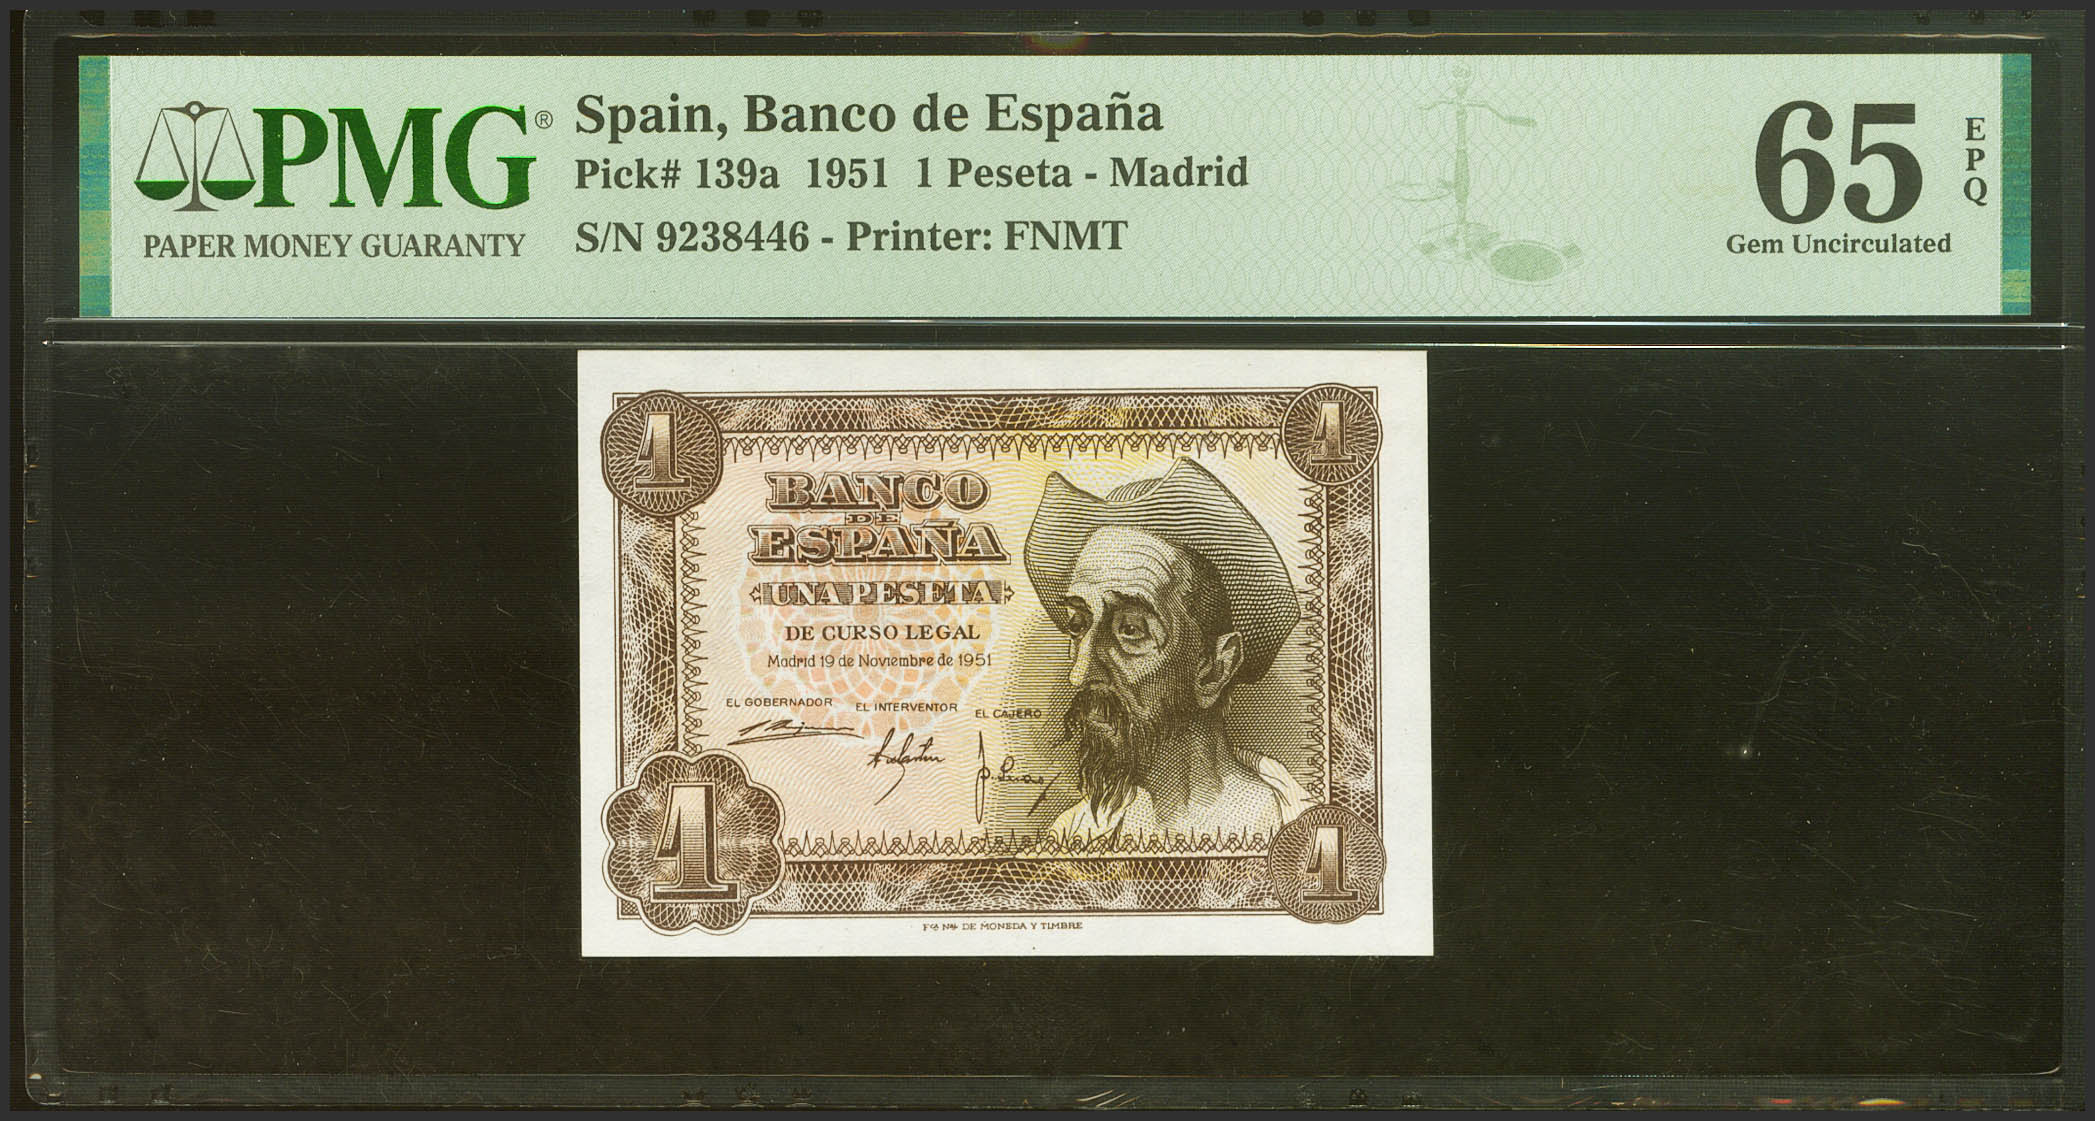 PMG®
PAPER MONEY GUARANTY
Spain, Banco de España
Pick# 139a 1951 1 Peseta - Madrid
S/N 9238446 - Printer: FNMT
65
EPQ
Gem Uncirculated
1
1
BANCO
DE
ESPAÑA
UNA PESETA
DE CURSO LEGAL
Madrid 19 de Noviembre de 1951
EL GOBERNADOR EL INTERVENTOR EL CAJERO
1
1
Fca Nal DE MONEDA Y TIMBRE